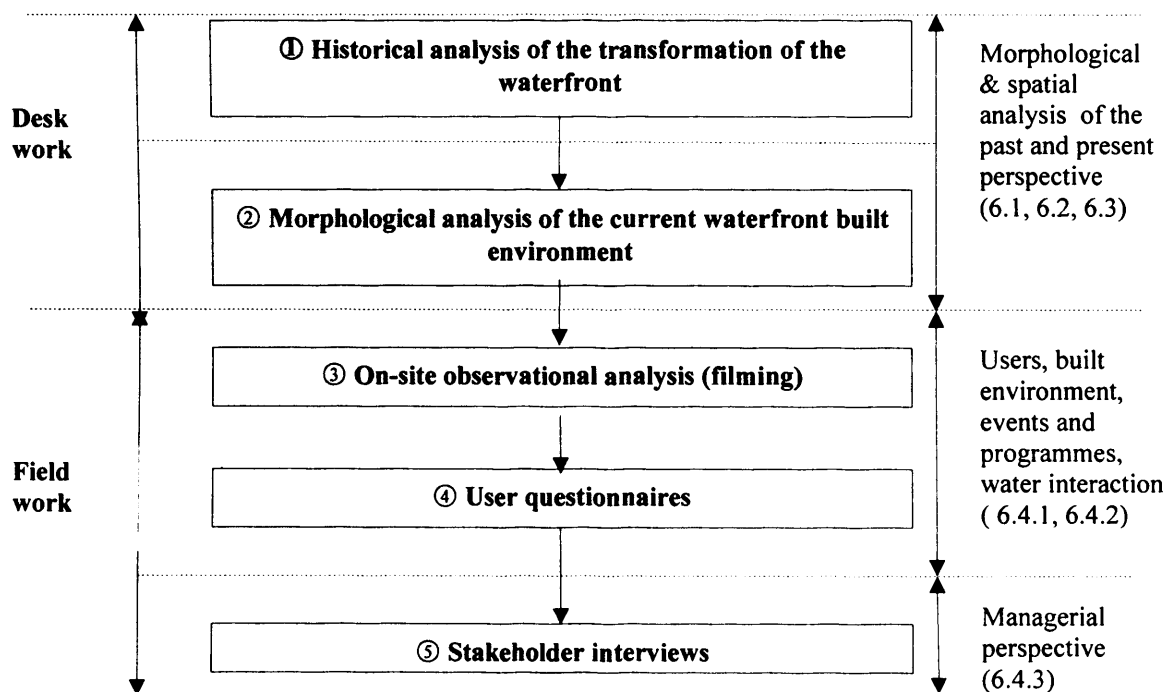 ① Historical analysis of the transformation of the
waterfront
Desk
work
② Morphological analysis of the current waterfront built
environment
Morphological
& spatial
analysis of the
past and present
perspective
(6.1, 6.2, 6.3)
③ On-site observational analysis (filming)
Field
work
④ User questionnaires
Users, built
environment,
events and
programmes,
water interaction
( 6.4.1, 6.4.2)
⑤ Stakeholder interviews
Managerial
perspective
(6.4.3)